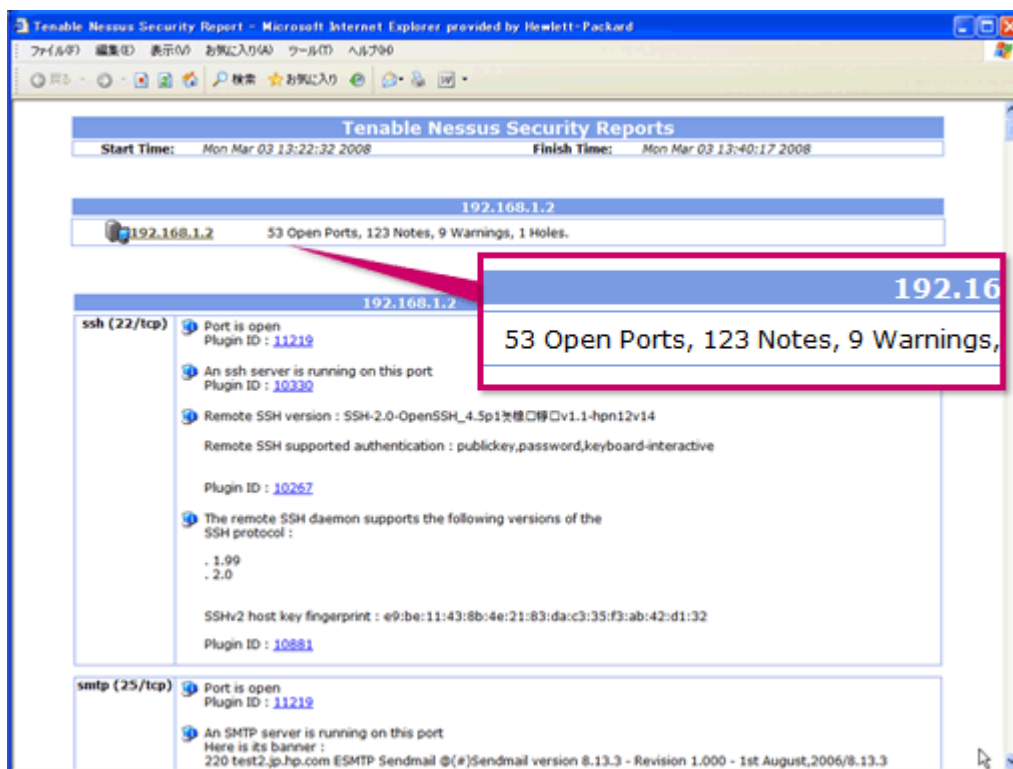 Tenable Nessus Security Report - Microsoft Internet Explorer provided by Hewlett-Packard
ファイル(F) 編集(E) 表示(V) お気に入り(A) ツール(T) ヘルプ(H)
戻る 検索 お気に入り
Tenable Nessus Security Reports
Start Time: Mon Mar 03 13:22:32 2008 Finish Time: Mon Mar 03 13:40:17 2008
192.168.1.2
192.168.1.2 53 Open Ports, 123 Notes, 9 Warnings, 1 Holes.
192.16
53 Open Ports, 123 Notes, 9 Warnings,
192.168.1.2
ssh (22/tcp) Port is open
Plugin ID : 11219
An ssh server is running on this port
Plugin ID : 10330
Remote SSH version : SSH-2.0-OpenSSH_4.5p1 v1.1-hpn12v14
Remote SSH supported authentication : publickey,password,keyboard-interactive
Plugin ID : 10267
The remote SSH daemon supports the following versions of the
SSH protocol :
. 1.99
. 2.0
SSHv2 host key fingerprint : e9:be:11:43:8b:4e:21:83:da:c3:35:f3:ab:42:d1:32
Plugin ID : 10881
smtp (25/tcp) Port is open
Plugin ID : 11219
An SMTP server is running on this port
Here is its banner :
220 test2.jp.hp.com ESMTP Sendmail @(#)Sendmail version 8.13.3 - Revision 1.000 - 1st August,2006/8.13.3